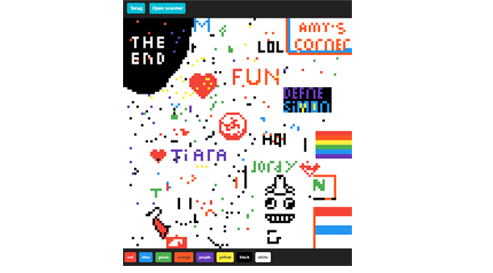 Terug Open scanner
M
THE
END
LOL
AMY'S
CORNER
FUN
DEFNE
SIMON
HOI
TiARA
JORDY
N
T
G
red blue green orange purple yellow black white